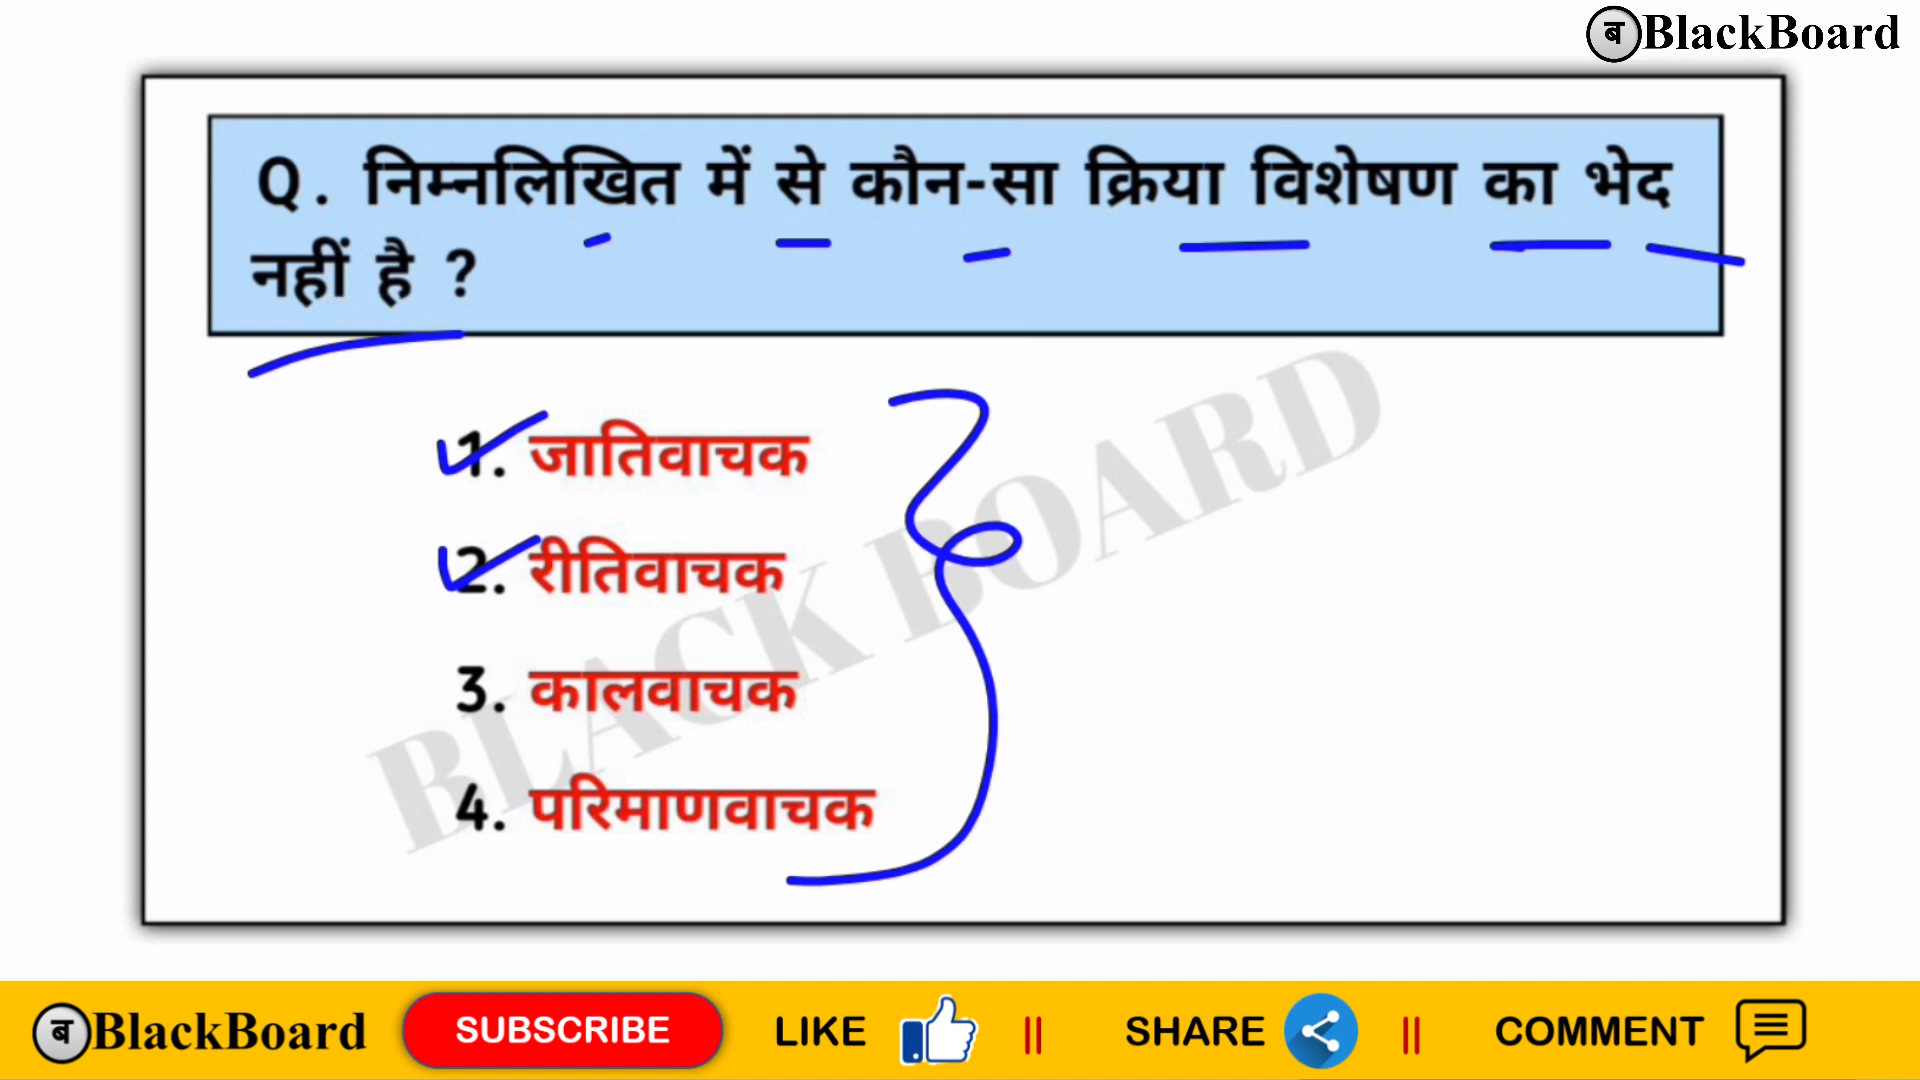 ब BlackBoard
Q. निम्नलिखित में से कौन-सा क्रिया विशेषण का भेद
नहीं है ?
1. जातिवाचक
2. रीतिवाचक
3. कालवाचक
4. परिमाणवाचक
BLACK BOARD
ब BlackBoard SUBSCRIBE LIKE || SHARE || COMMENT